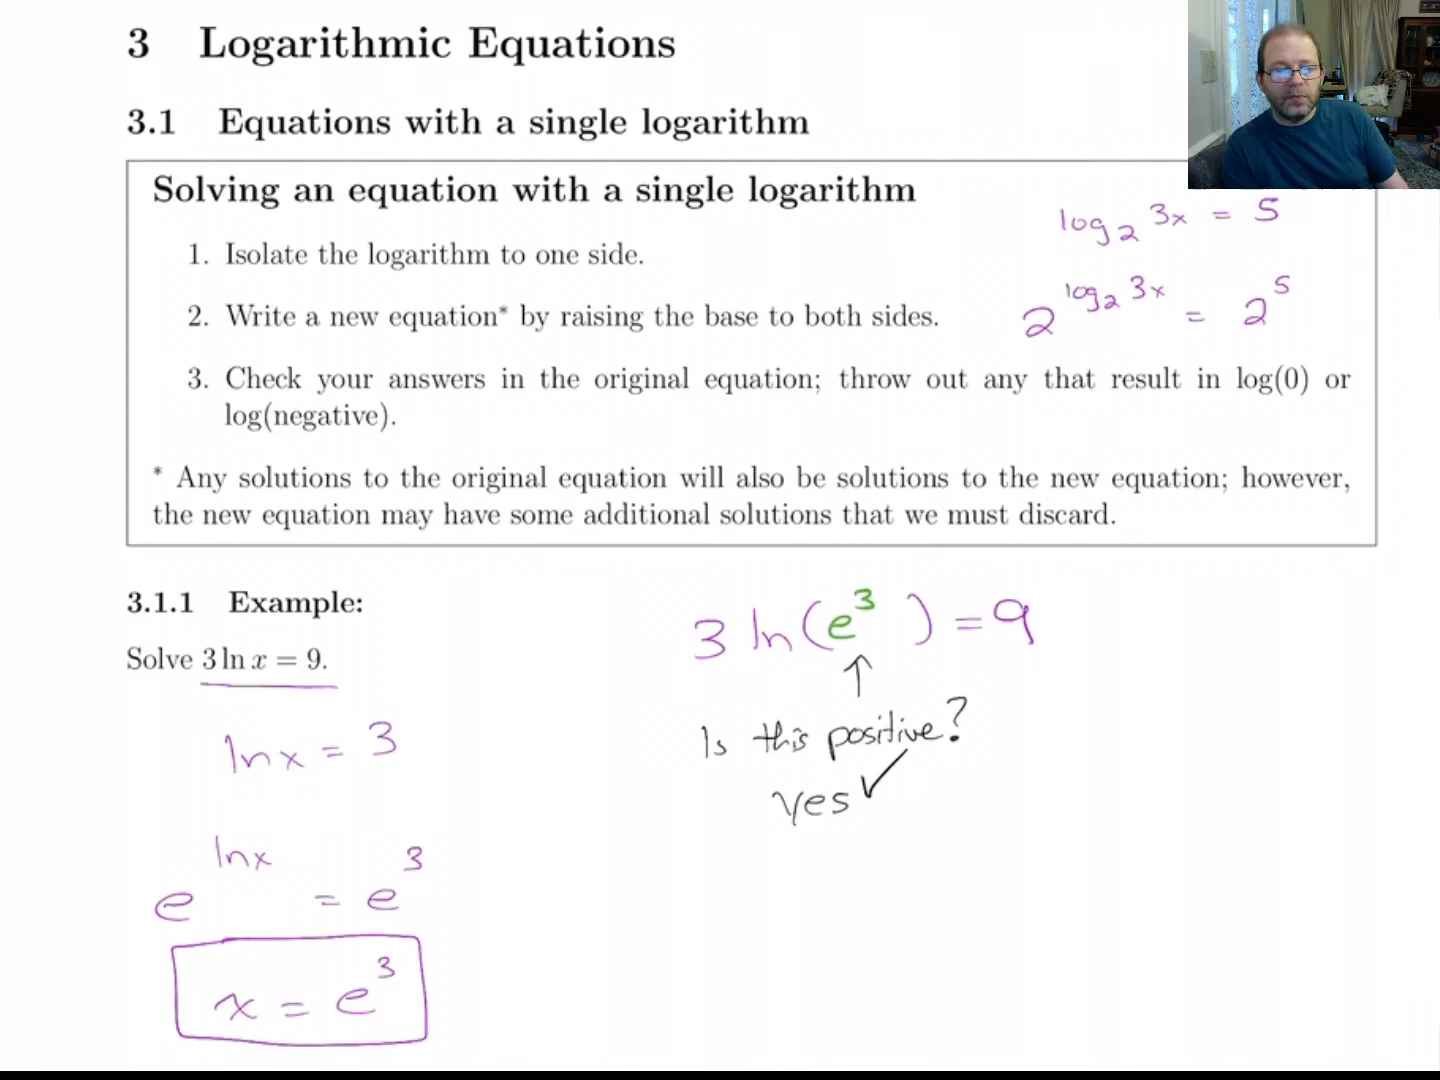 3 Logarithmic Equations
3.1 Equations with a single logarithm
Solving an equation with a single logarithm
log₂ 3x = 5
1. Isolate the logarithm to one side.
2^(log₂ 3x) = 2⁵
2. Write a new equation* by raising the base to both sides.
3. Check your answers in the original equation; throw out any that result in log(0) or
log(negative).
* Any solutions to the original equation will also be solutions to the new equation; however,
the new equation may have some additional solutions that we must discard.
3.1.1 Example:
Solve 3 ln x = 9.
ln x = 3
e^(ln x) = e³
x = e³
3 ln(e³) = 9
↑
Is this positive?
yes ✓